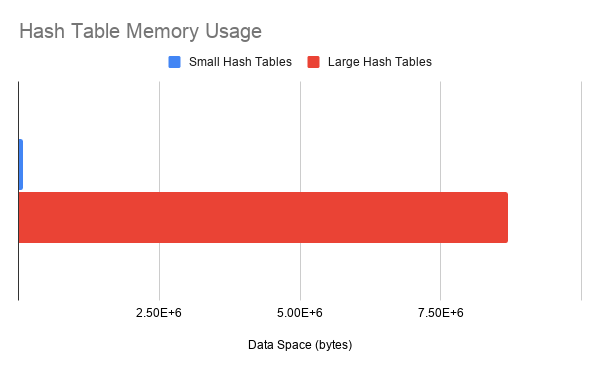 Hash Table Memory Usage
Small Hash Tables Large Hash Tables
2.50E+6 5.00E+6 7.50E+6
Data Space (bytes)